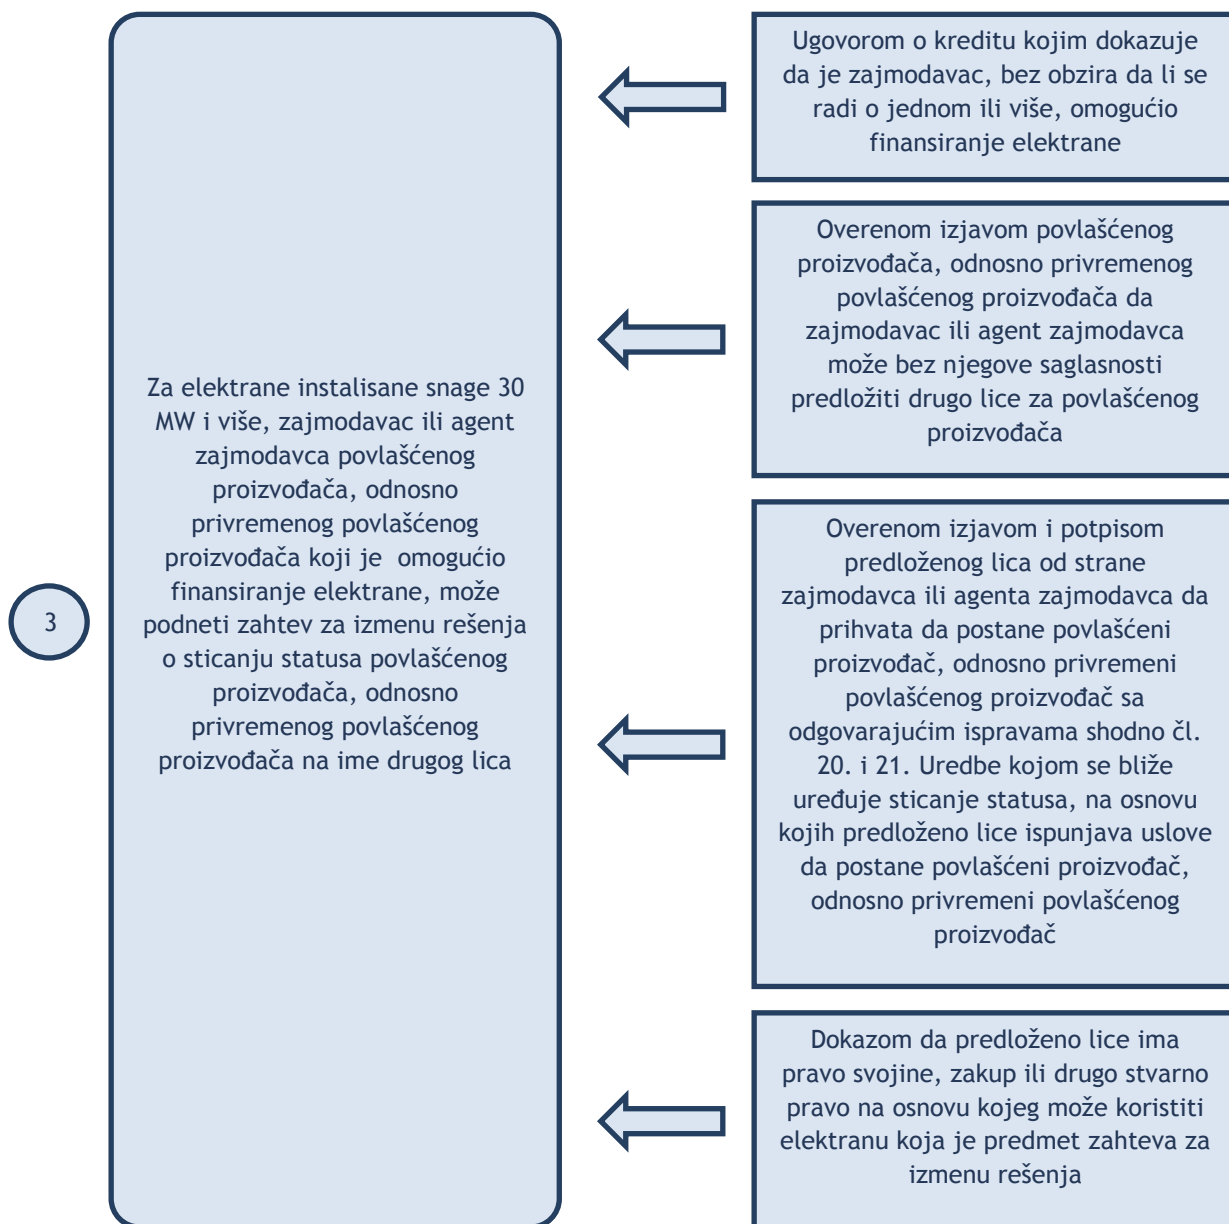 3
Za elektrane instalisane snage 30
MW i više, zajmodavac ili agent
zajmodavca povlašćenog
proizvođača, odnosno
privremenog povlašćenog
proizvođača koji je  omogućio
finansiranje elektrane, može
podneti zahtev za izmenu rešenja
o sticanju statusa povlašćenog
proizvođača, odnosno
privremenog povlašćenog
proizvođača na ime drugog lica
Ugovorom o kreditu kojim dokazuje
da je zajmodavac, bez obzira da li se
radi o jednom ili više, omogućio
finansiranje elektrane
Overenom izjavom povlašćenog
proizvođača, odnosno privremenog
povlašćenog proizvođača da
zajmodavac ili agent zajmodavca
može bez njegove saglasnosti
predložiti drugo lice za povlašćenog
proizvođača
Overenom izjavom i potpisom
predloženog lica od strane
zajmodavca ili agenta zajmodavca da
prihvata da postane povlašćeni
proizvođač, odnosno privremeni
povlašćenog proizvođač sa
odgovarajućim ispravama shodno čl.
20. i 21. Uredbe kojom se bliže
uređuje sticanje statusa, na osnovu
kojih predloženo lice ispunjava uslove
da postane povlašćeni proizvođač,
odnosno privremeni povlašćenog
proizvođač
Dokazom da predloženo lice ima
pravo svojine, zakup ili drugo stvarno
pravo na osnovu kojeg može koristiti
elektranu koja je predmet zahteva za
izmenu rešenja